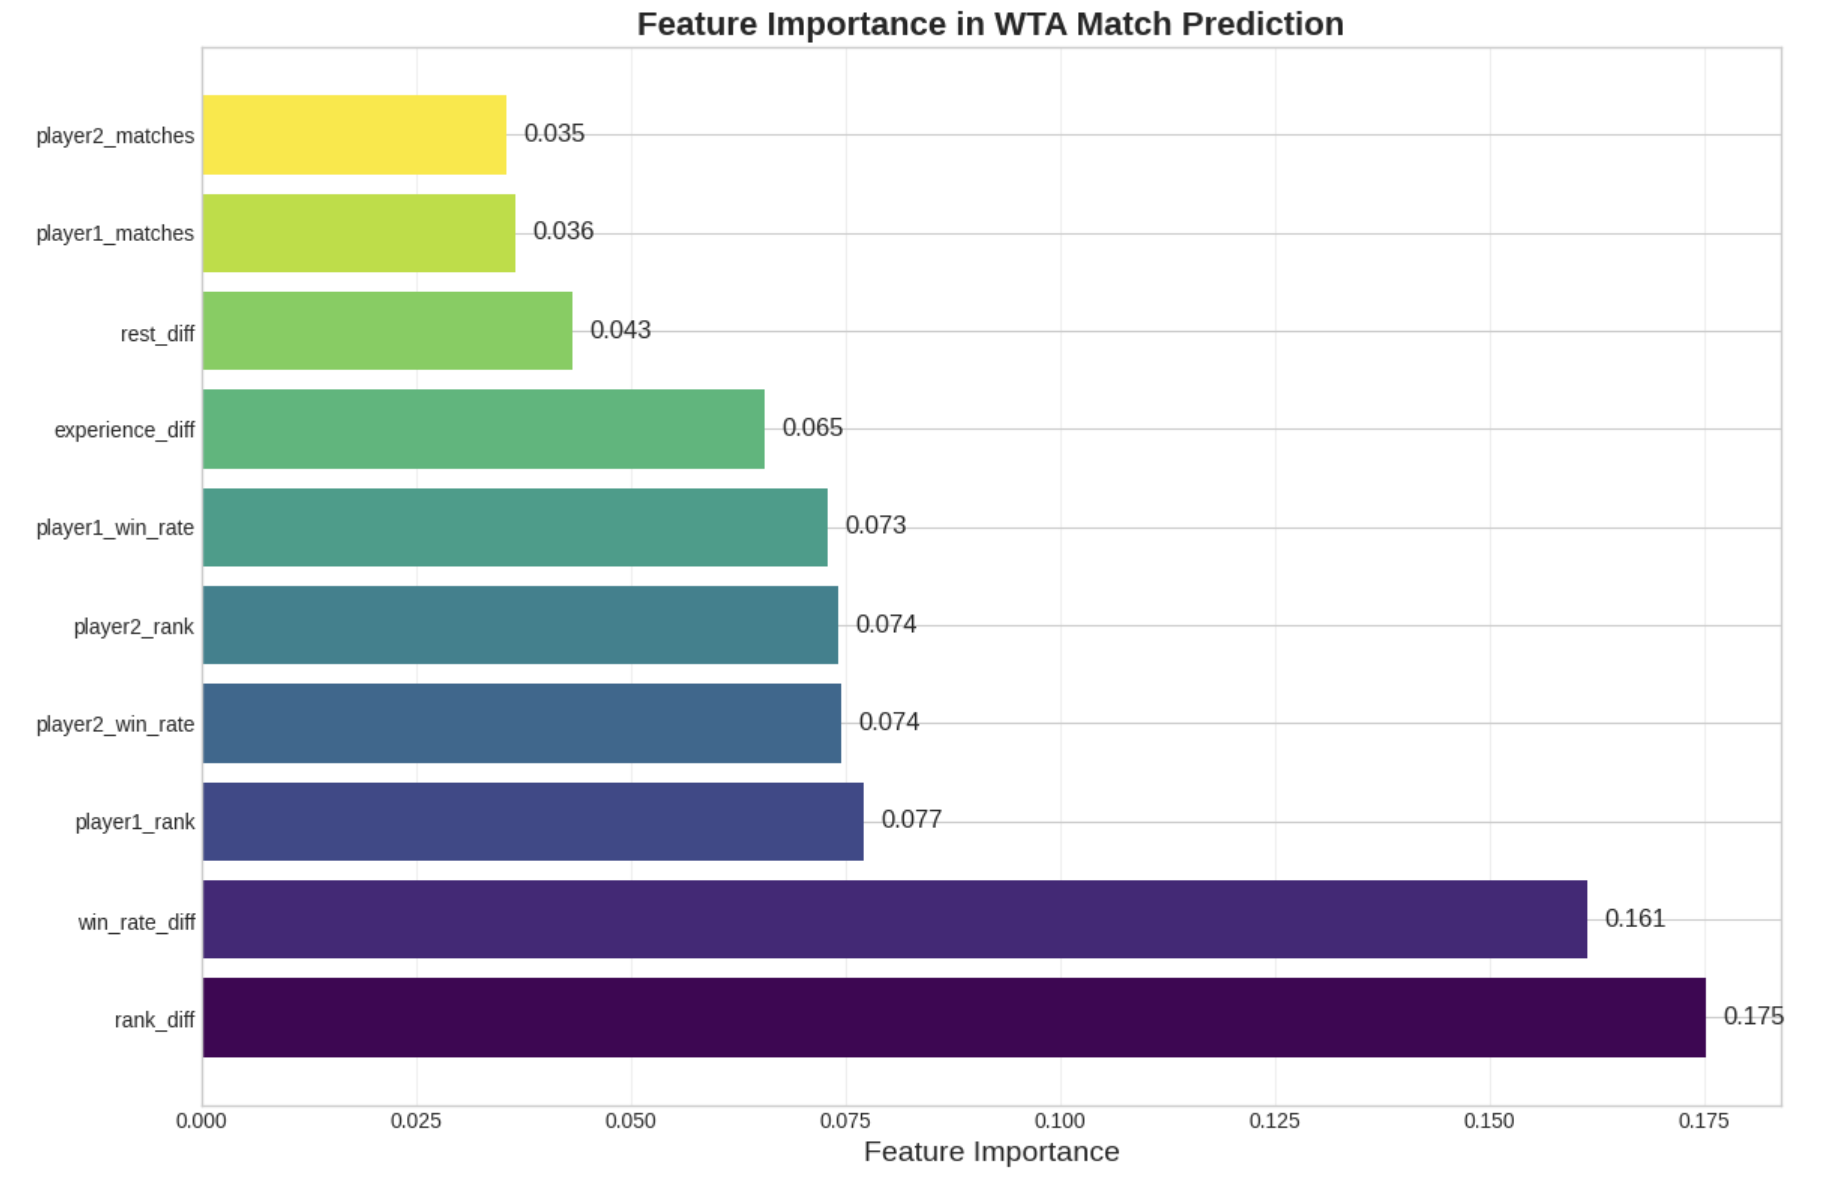 Feature Importance in WTA Match Prediction
player2_matches 0.035
player1_matches 0.036
rest_diff 0.043
experience_diff 0.065
player1_win_rate 0.073
player2_rank 0.074
player2_win_rate 0.074
player1_rank 0.077
win_rate_diff 0.161
rank_diff 0.175
0.000 0.025 0.050 0.075 0.100 0.125 0.150 0.175
Feature Importance